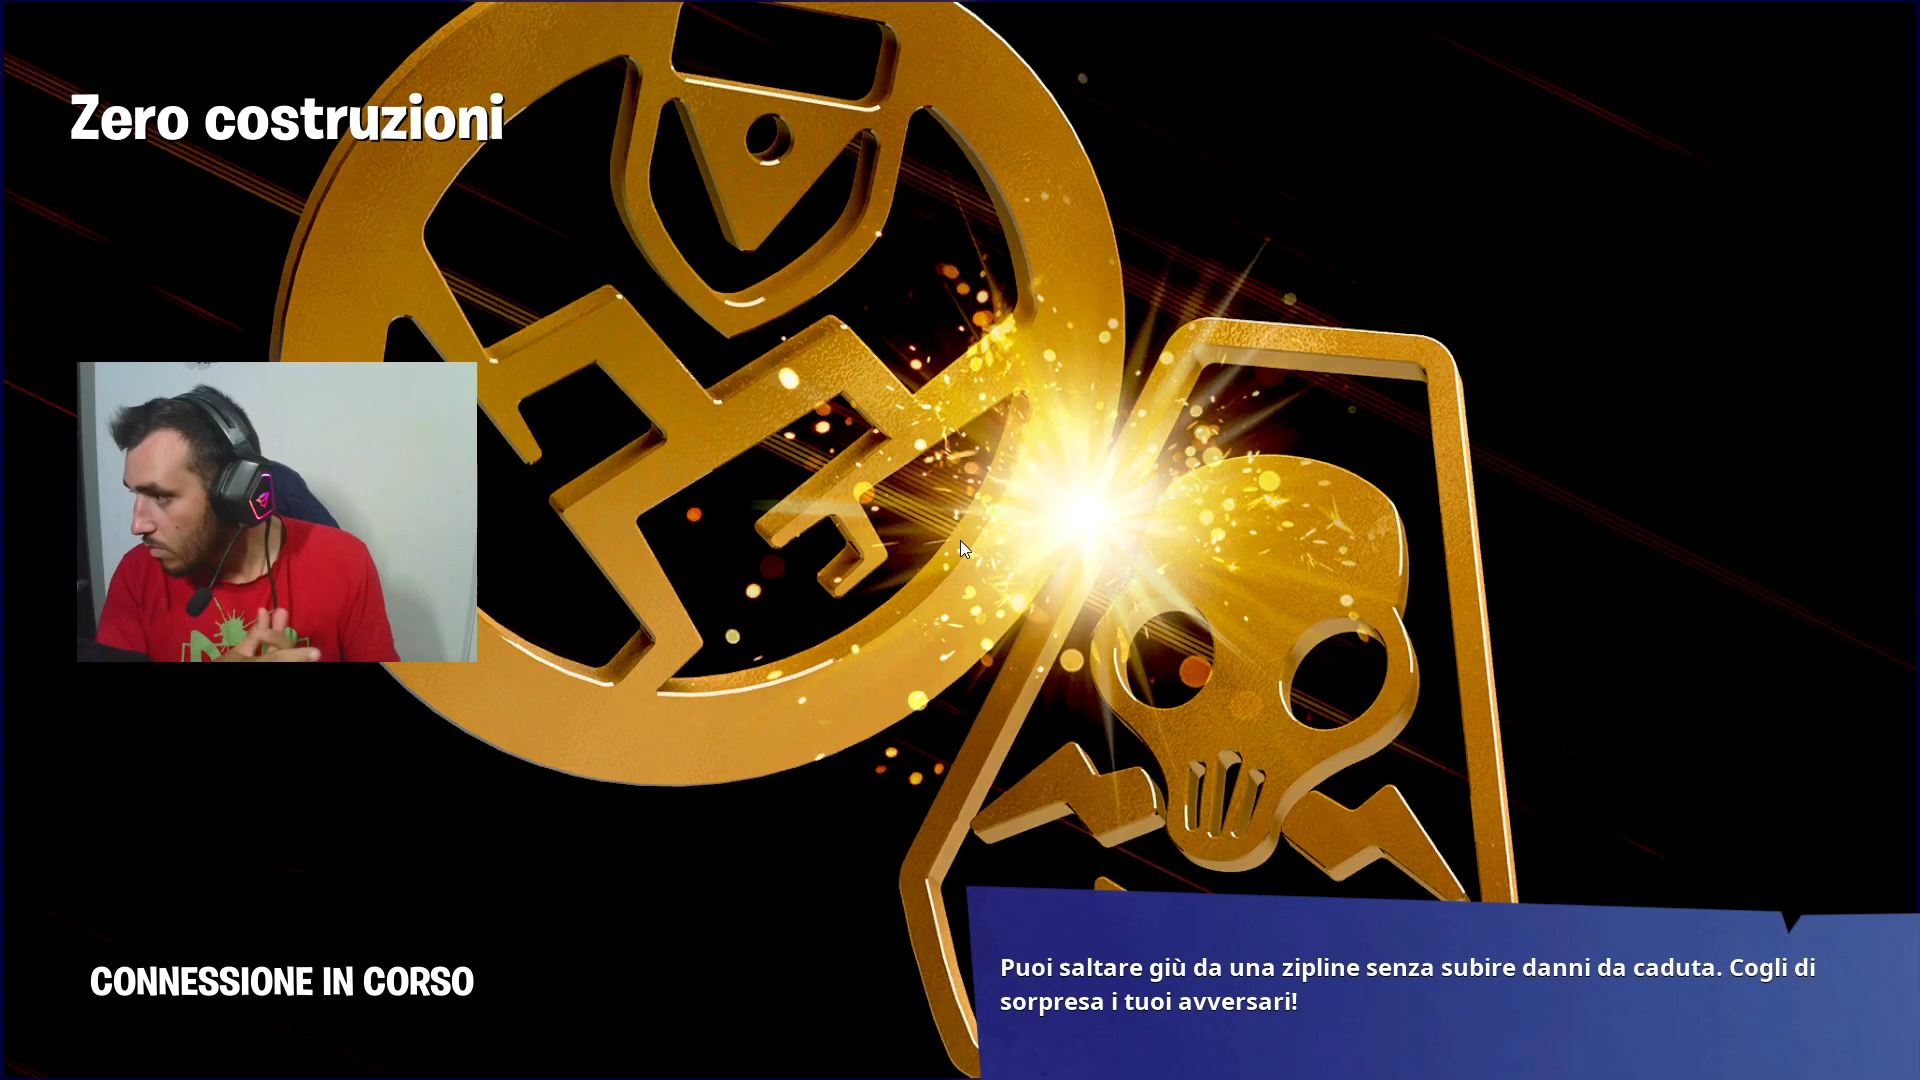 Zero costruzioni
CONNESSIONE IN CORSO
Puoi saltare giù da una zipline senza subire danni da caduta. Cogli di
sorpresa i tuoi avversari!